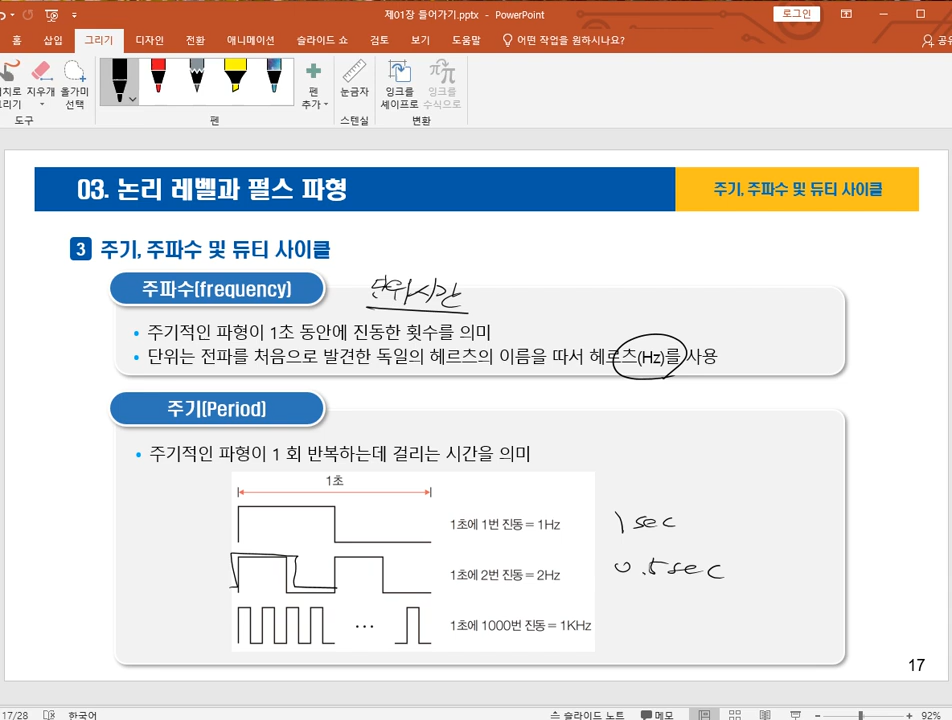 제01장 들어가기.pptx - PowerPoint
로그인
홈 삽입 그리기 디자인 전환 애니메이션 슬라이드 쇼 검토 보기 도움말 어떤 작업을 원하시나요?
지우개 올가미 선택
펜 추가
눈금자
잉크를 셰이프로
잉크를 수식으로
도구 펜 스텐실 변환
03. 논리 레벨과 펄스 파형
주기, 주파수 및 듀티 사이클
3 주기, 주파수 및 듀티 사이클
주파수(frequency)
단위시간
• 주기적인 파형이 1초 동안에 진동한 횟수를 의미
• 단위는 전파를 처음으로 발견한 독일의 헤르츠의 이름을 따서 헤르츠(Hz)를 사용
주기(Period)
• 주기적인 파형이 1 회 반복하는데 걸리는 시간을 의미
1초
1초에 1번 진동 = 1Hz
1 sec
1초에 2번 진동 = 2Hz
0.5sec
1초에 1000번 진동 = 1KHz
...
17
17/28 한국어 슬라이드 노트 메모 92%